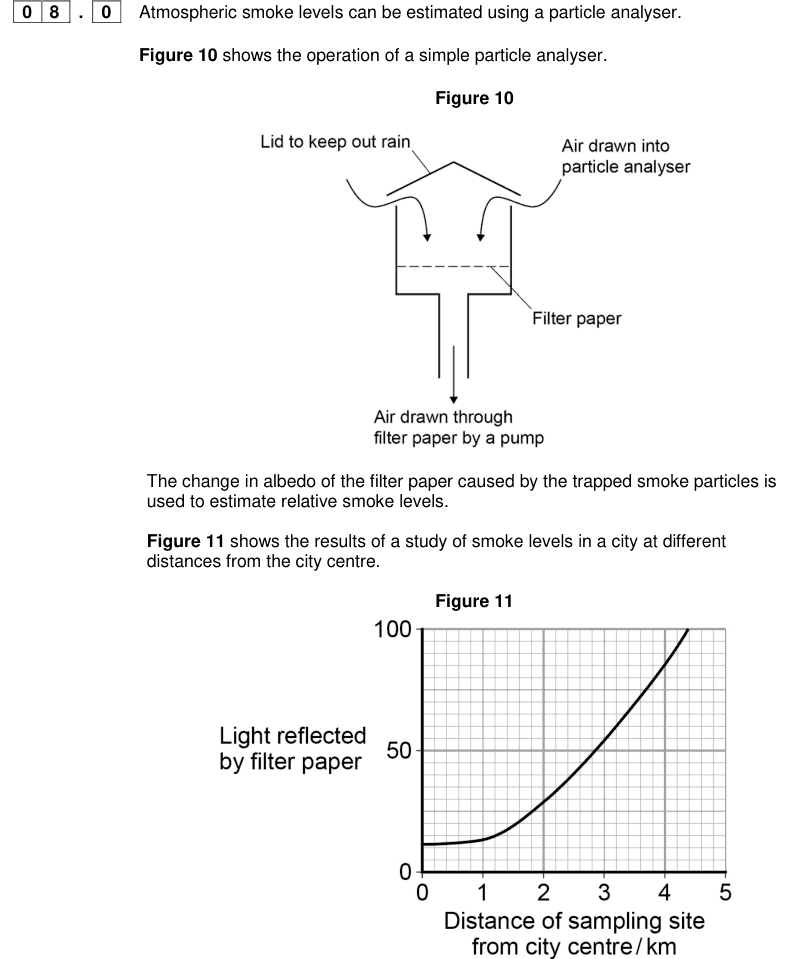 0 8 . 0 Atmospheric smoke levels can be estimated using a particle analyser.
Figure 10 shows the operation of a simple particle analyser.
Figure 10
Lid to keep out rain
Air drawn into
particle analyser
Filter paper
Air drawn through
filter paper by a pump
The change in albedo of the filter paper caused by the trapped smoke particles is
used to estimate relative smoke levels.
Figure 11 shows the results of a study of smoke levels in a city at different
distances from the city centre.
Figure 11
100
Light reflected
by filter paper
50
0
0 1 2 3 4 5
Distance of sampling site
from city centre / km